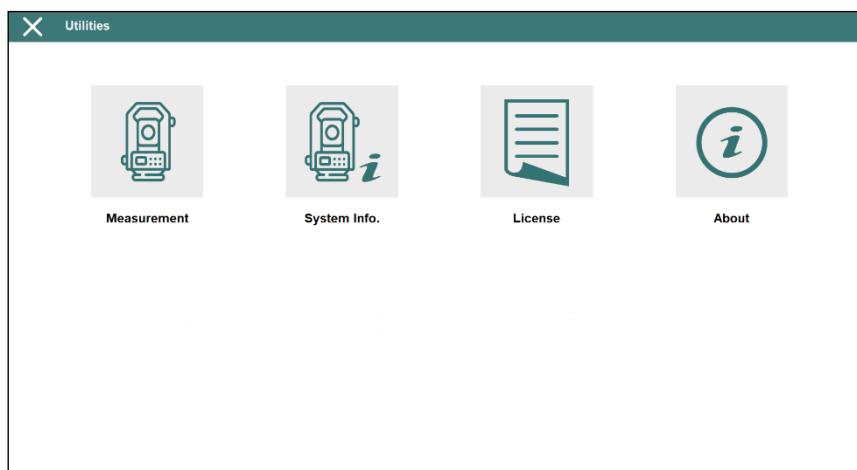 Utilities
Measurement
System Info.
License
About